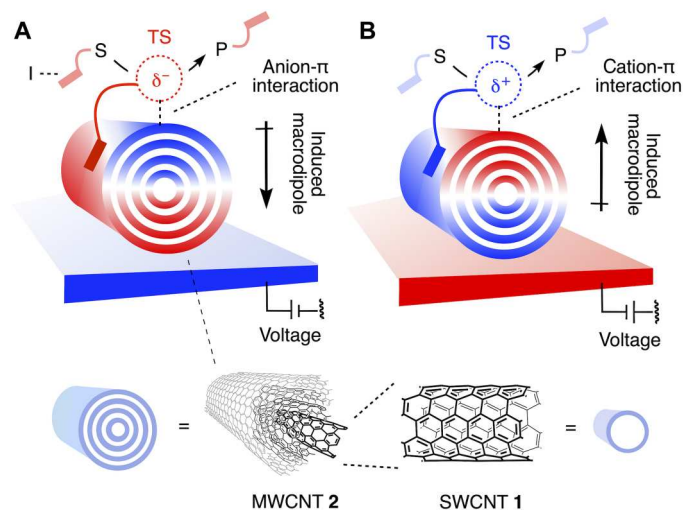 A
TS
S
P
I
δ⁻
Anion-π
interaction
Induced
macrodipole
Voltage
B
TS
S
P
δ⁺
Cation-π
interaction
Induced
macrodipole
Voltage
=
=
MWCNT 2
SWCNT 1